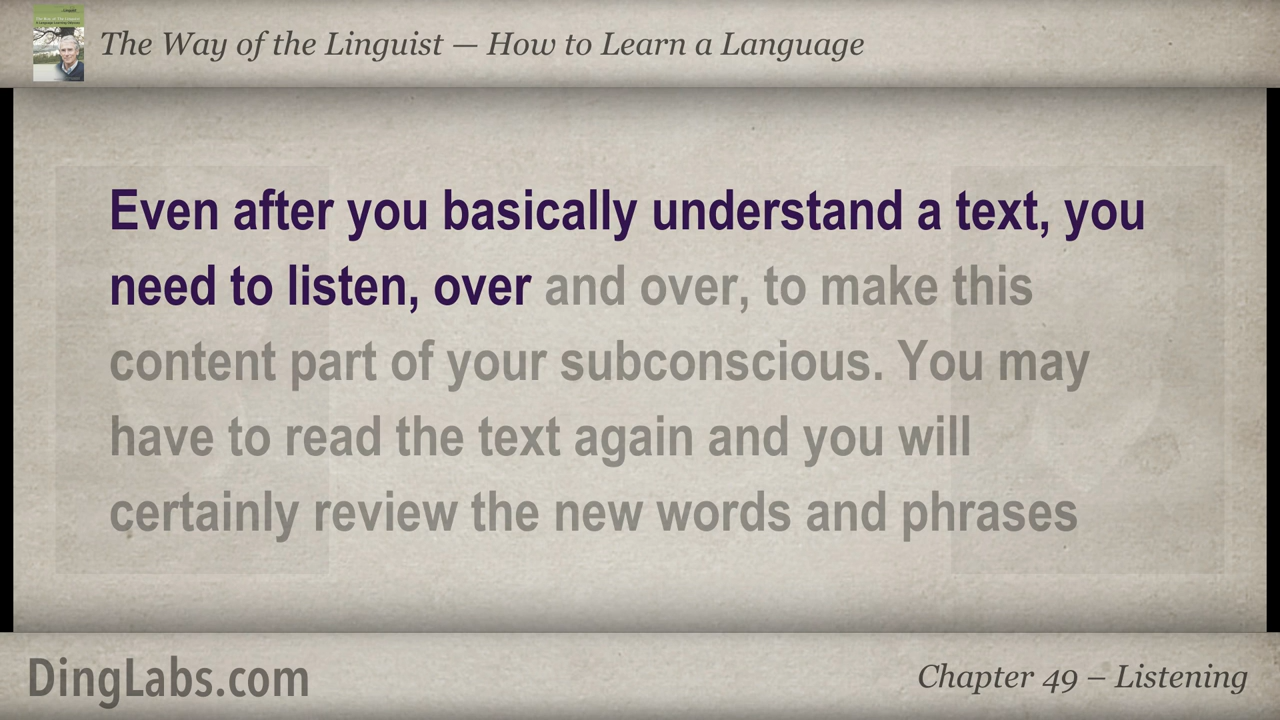 The Way of the Linguist — How to Learn a Language
Even after you basically understand a text, you
need to listen, over and over, to make this
content part of your subconscious. You may
have to read the text again and you will
certainly review the new words and phrases
DingLabs.com
Chapter 49 – Listening